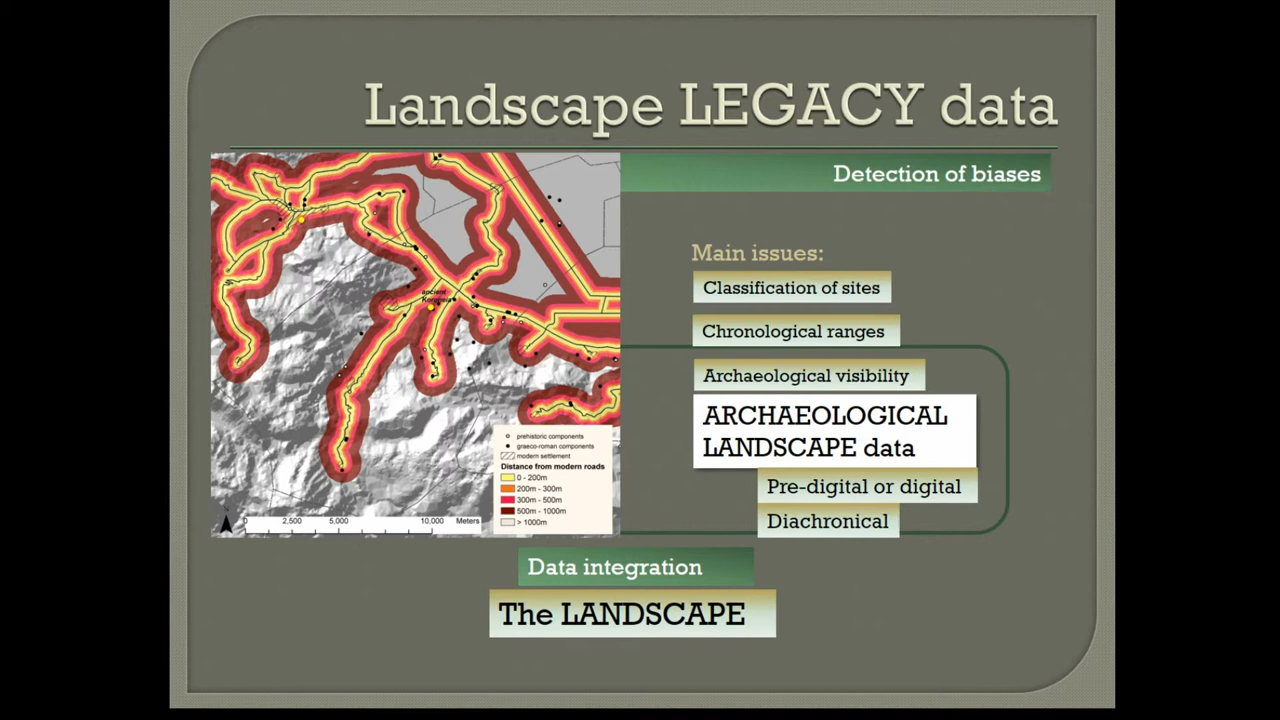 Landscape LEGACY data
Detection of biases
Main issues:
Classification of sites
Chronological ranges
Archaeological visibility
ARCHAEOLOGICAL
LANDSCAPE data
Pre-digital or digital
Diachronical
ancient
prehistoric components
graeco-roman components
modern settlement
Distance from modern roads
0 - 200m
200m - 300m
300m - 500m
500m - 1000m
> 1000m
0 2,500 5,000 10,000 Meters
Data integration
The LANDSCAPE